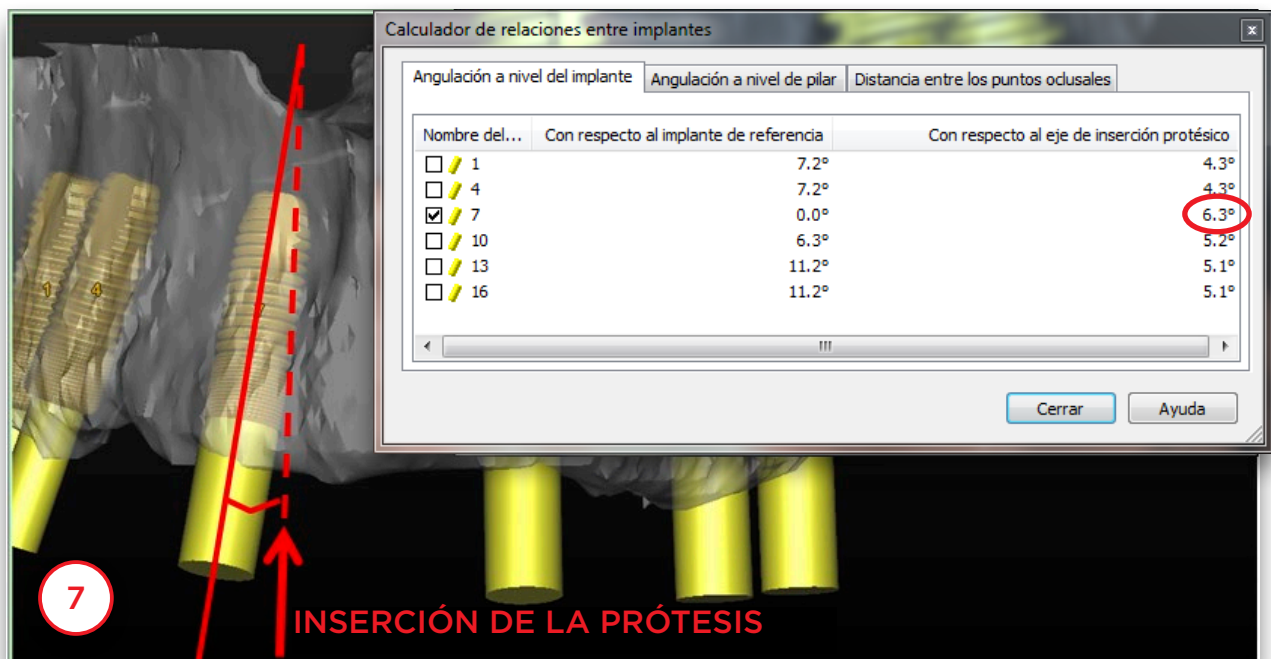 Calculador de relaciones entre implantes
Angulación a nivel del implante Angulación a nivel de pilar Distancia entre los puntos oclusales
Nombre del... Con respecto al implante de referencia Con respecto al eje de inserción protésico
1 7.2° 4.3°
4 7.2° 4.3°
7 0.0° 6.3°
10 6.3° 5.2°
13 11.2° 5.1°
16 11.2° 5.1°
Cerrar Ayuda
1 4 7
7
INSERCIÓN DE LA PRÓTESIS